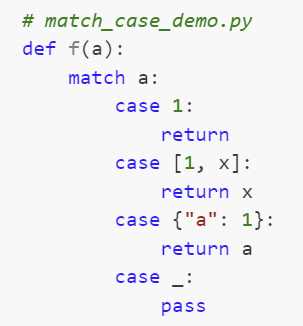 # match_case_demo.py
def f(a):
    match a:
        case 1:
            return
        case [1, x]:
            return x
        case {"a": 1}:
            return a
        case _:
            pass